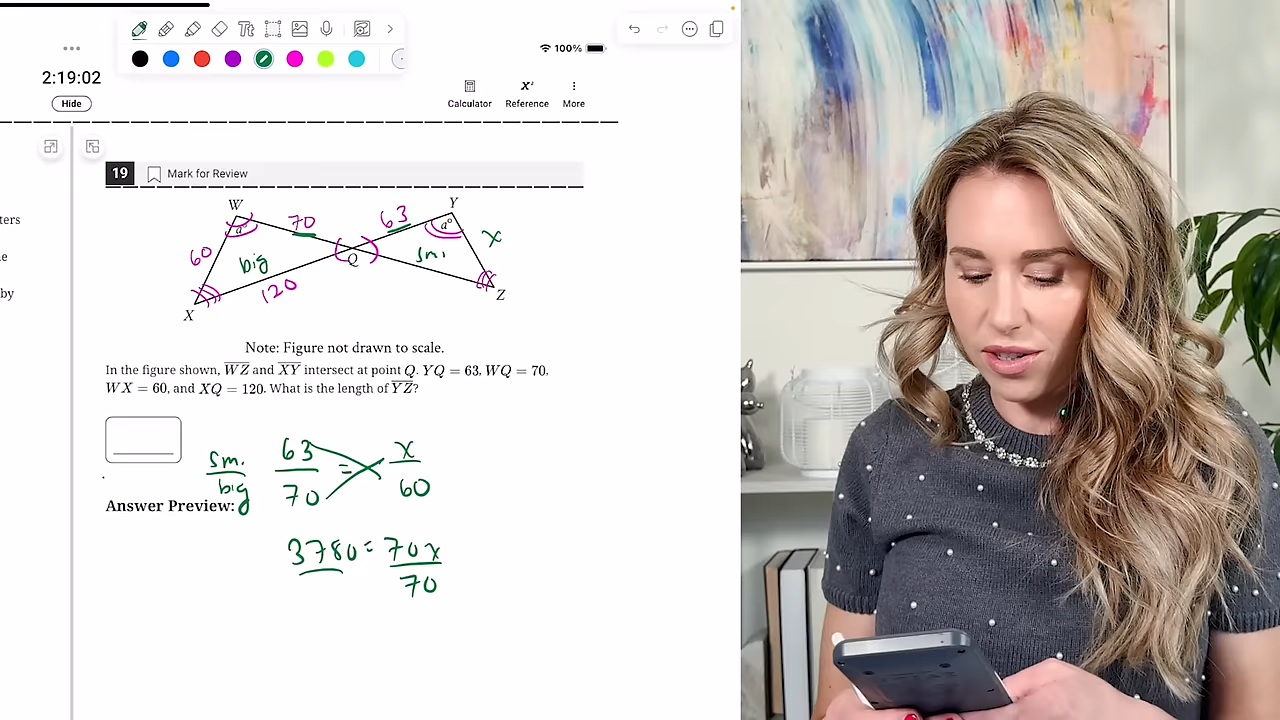 100%
2:19:02
Hide
Calculator
X²
Reference
More
ters
e
by
19
Mark for Review
W
Y
70
63
a°
a°
60
x
big
Q
sm.
120
Z
X
Note: Figure not drawn to scale.
In the figure shown, WZ and XY intersect at point Q. YQ = 63, WQ = 70,
WX = 60, and XQ = 120. What is the length of YZ?
sm. 63 = x
big 70 60
Answer Preview:
3780 = 70x
70